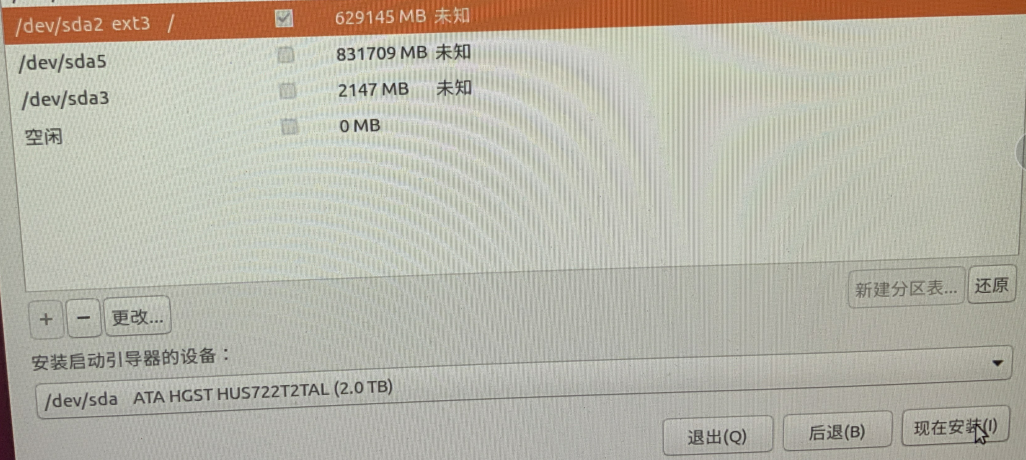 /dev/sda2 ext3 / 629145 MB 未知
/dev/sda5 831709 MB 未知
/dev/sda3 2147 MB 未知
空闲 0 MB
+ − 更改... 新建分区表... 还原
安装启动引导器的设备：
/dev/sda ATA HGST HUS722T2TAL (2.0 TB)
退出(Q) 后退(B) 现在安装(I)